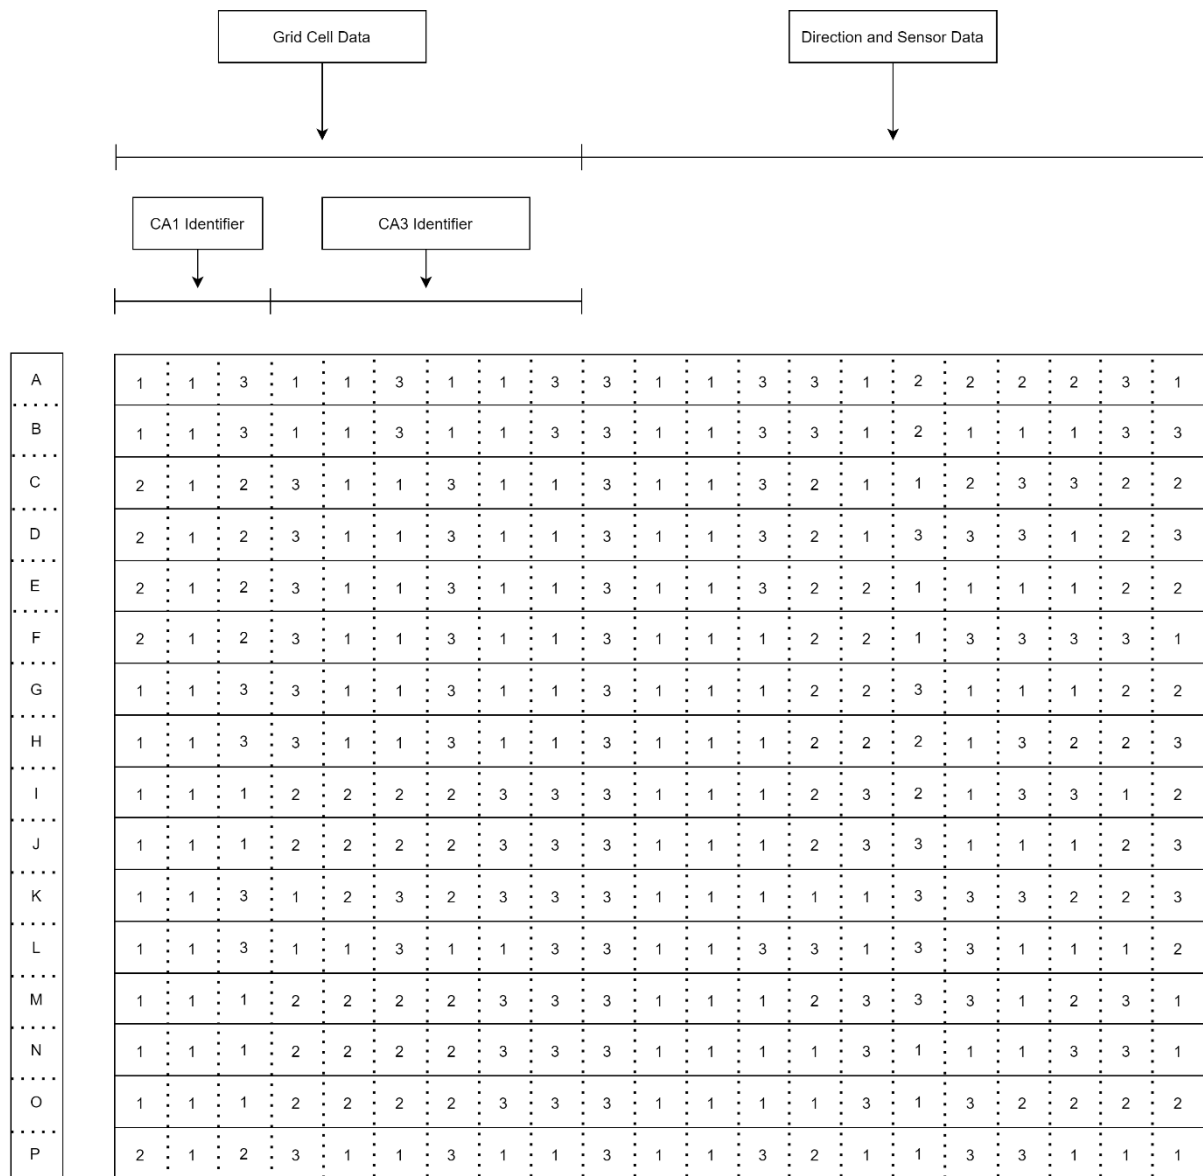 Grid Cell Data Direction and Sensor Data
CA1 Identifier CA3 Identifier
A 1 1 3 1 1 3 1 1 3 3 1 1 3 3 1 2 2 2 2 3 1
B 1 1 3 1 1 3 1 1 3 3 1 1 3 3 1 2 1 1 1 3 3
C 2 1 2 3 1 1 3 1 1 3 1 1 3 2 1 1 2 3 3 2 2
D 2 1 2 3 1 1 3 1 1 3 1 1 3 2 1 3 3 3 1 2 3
E 2 1 2 3 1 1 3 1 1 3 1 1 3 2 2 1 1 1 1 2 2
F 2 1 2 3 1 1 3 1 1 3 1 1 1 2 2 1 3 3 3 3 1
G 1 1 3 3 1 1 3 1 1 3 1 1 1 2 2 3 1 1 1 2 2
H 1 1 3 3 1 1 3 1 1 3 1 1 1 2 2 2 1 3 2 2 3
I 1 1 1 2 2 2 2 3 3 3 1 1 1 2 3 2 1 3 3 1 2
J 1 1 1 2 2 2 2 3 3 3 1 1 1 2 3 3 1 1 1 2 3
K 1 1 3 1 2 3 2 3 3 3 1 1 1 1 1 3 3 3 2 2 3
L 1 1 3 1 1 3 1 1 3 3 1 1 3 3 1 3 3 1 1 1 2
M 1 1 1 2 2 2 2 3 3 3 1 1 1 2 3 3 3 1 2 3 1
N 1 1 1 2 2 2 2 3 3 3 1 1 1 1 3 1 1 1 3 3 1
O 1 1 1 2 2 2 2 3 3 3 1 1 1 1 3 1 3 2 2 2 2
P 2 1 2 3 1 1 3 1 1 3 1 1 3 2 1 1 3 3 1 1 1